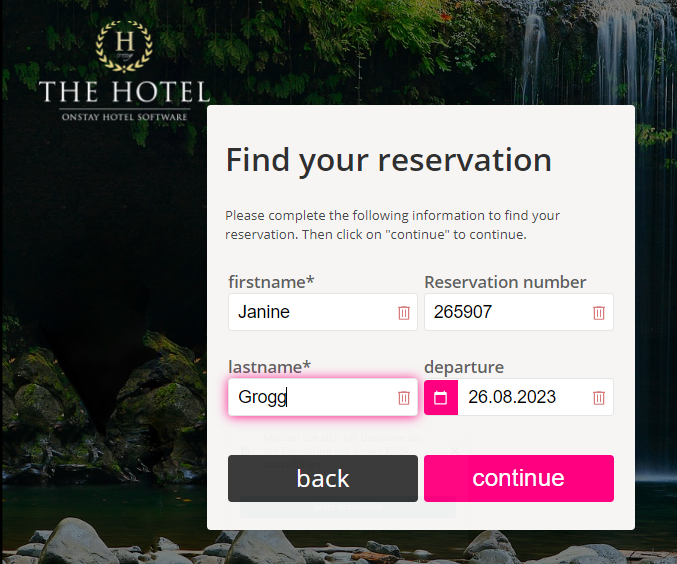 H
THE HOTEL
ONSTAY HOTEL SOFTWARE
Find your reservation
Please complete the following information to find your
reservation. Then click on "continue" to continue.
firstname*
Reservation number
Janine
265907
lastname*
departure
Grogg
26.08.2023
back
continue